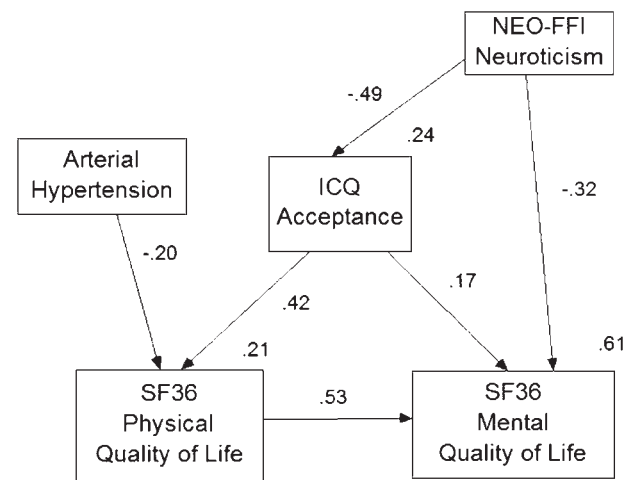 NEO-FFI
Neuroticism
-.49
.24
Arterial
Hypertension
ICQ
Acceptance
-.32
-.20
.42
.17
.21
.61
SF36
Physical
Quality of Life
.53
SF36
Mental
Quality of Life